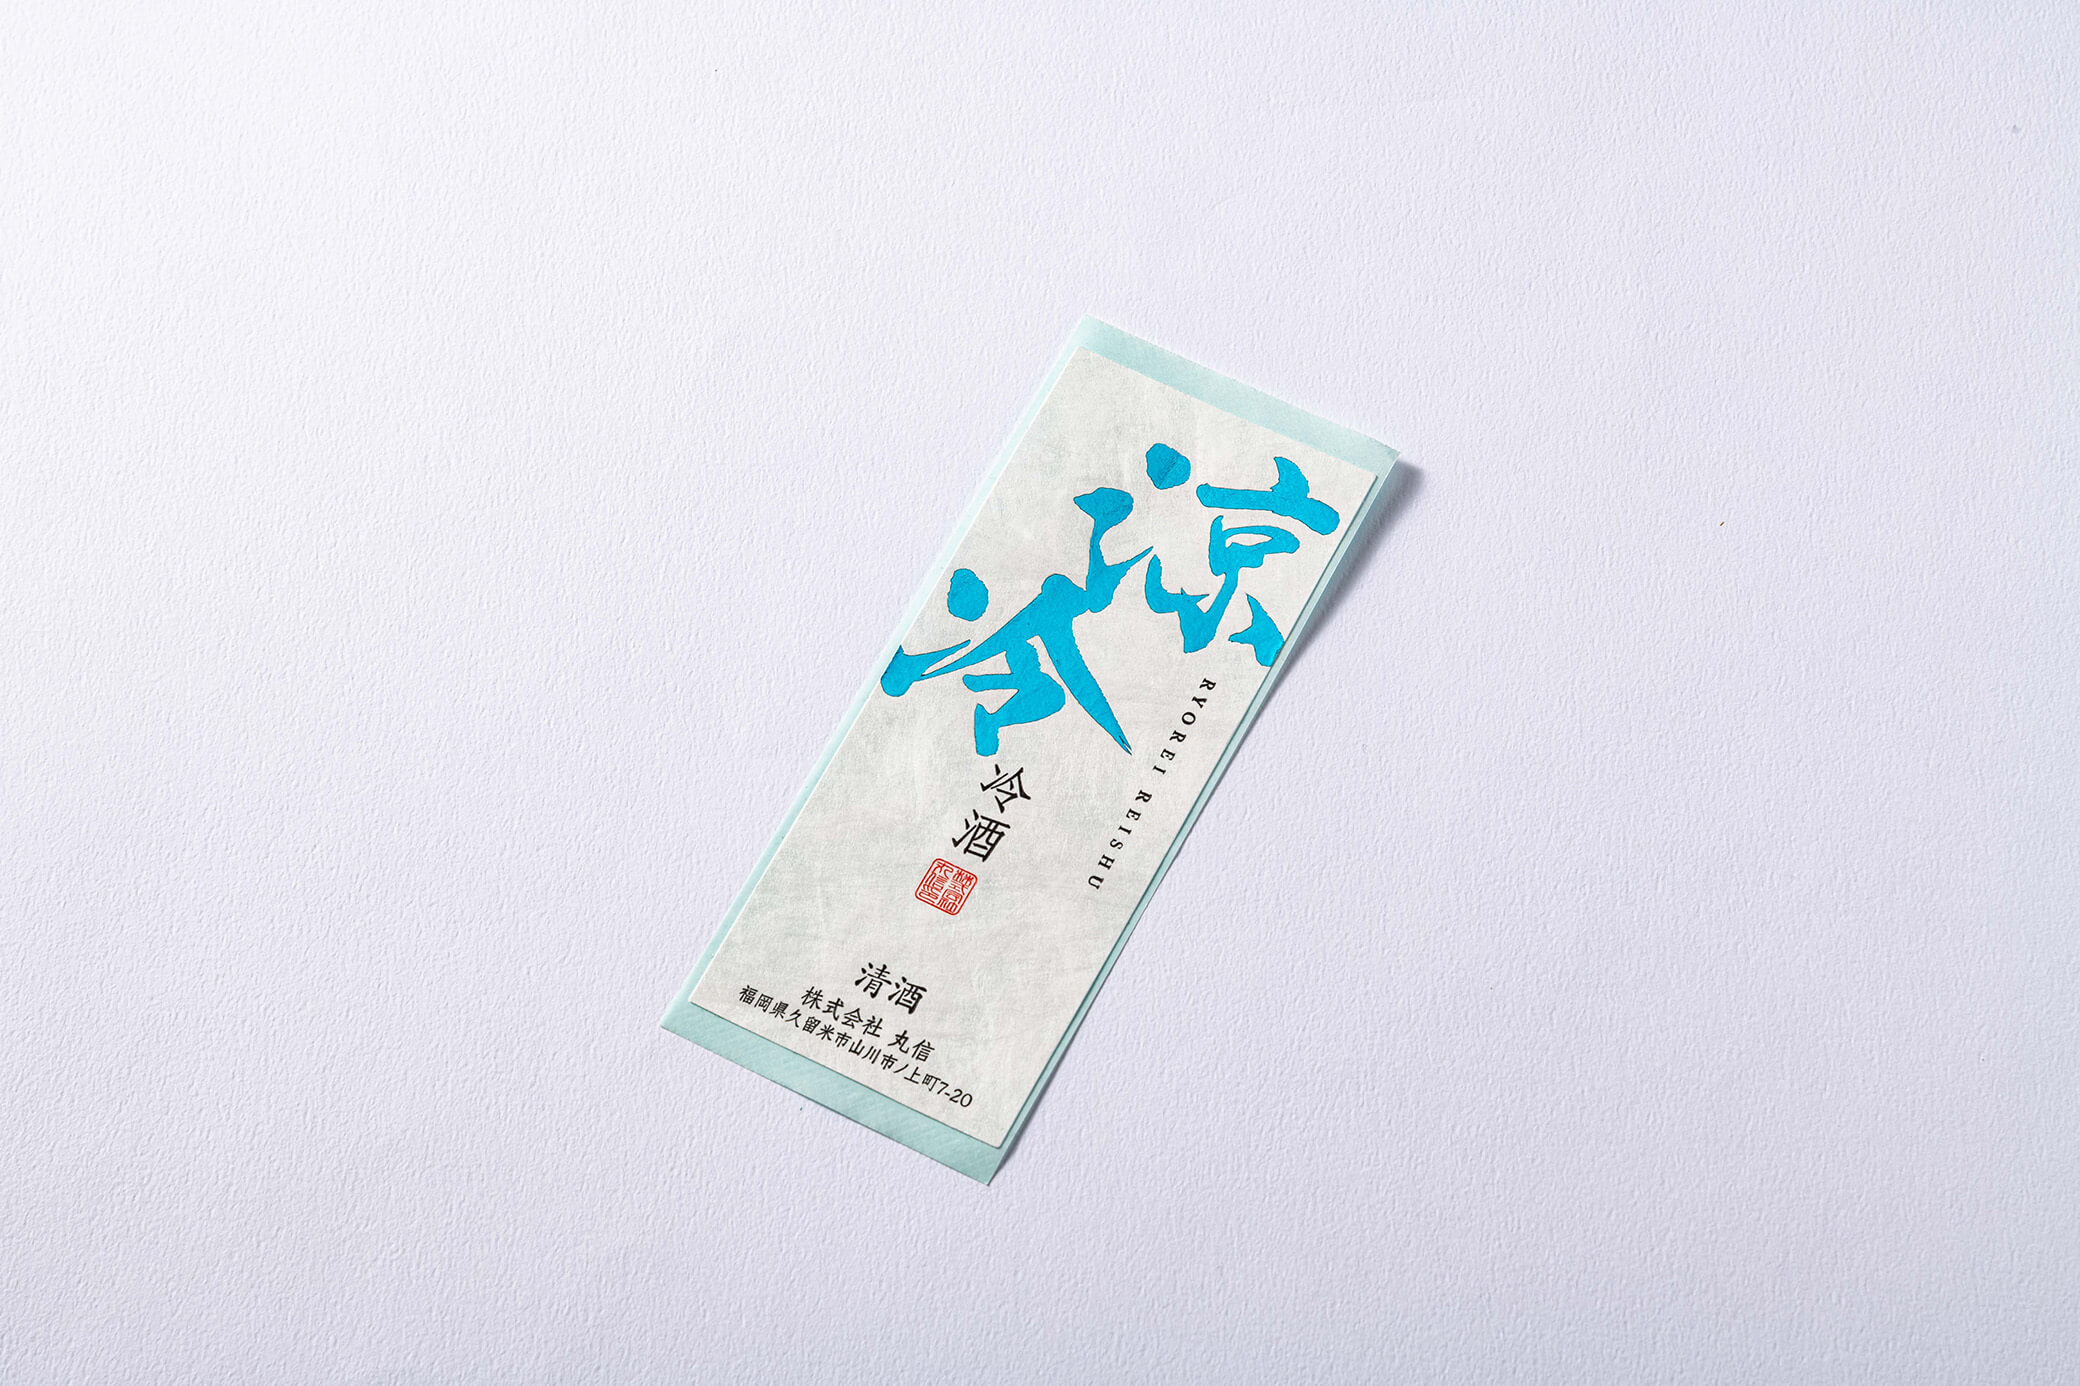 涼冷
RYOREI REISHU
冷酒
清酒
株式会社 丸信
福岡県久留米市山川市ノ上町7-20